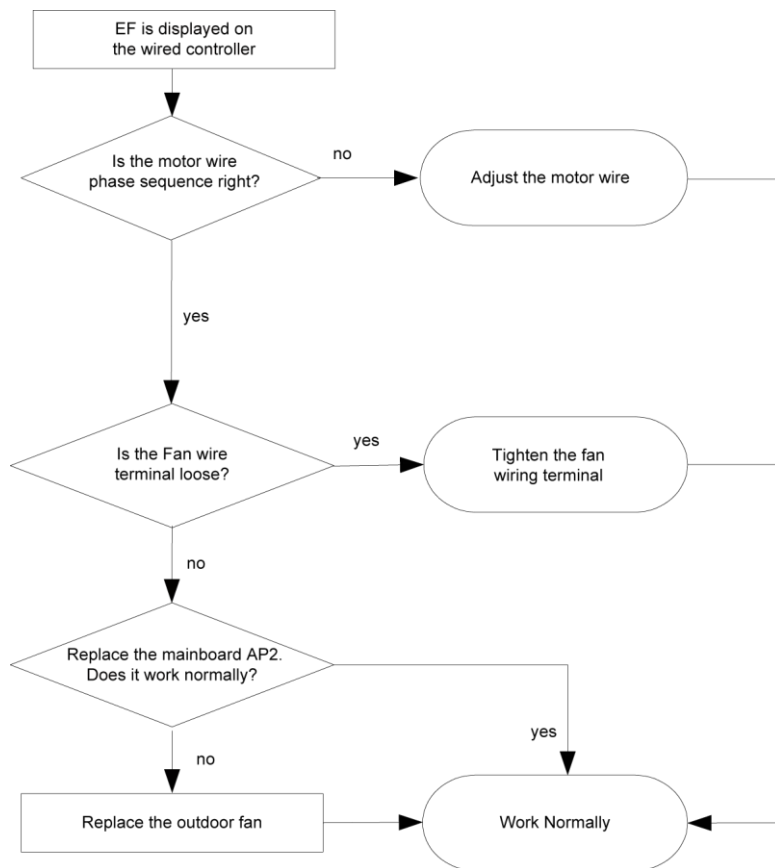 EF is displayed on
the wired controller
Is the motor wire
phase sequence right?
no
Adjust the motor wire
yes
Is the Fan wire
terminal loose?
yes
Tighten the fan
wiring terminal
no
Replace the mainboard AP2.
Does it work normally?
yes
no
Replace the outdoor fan
Work Normally